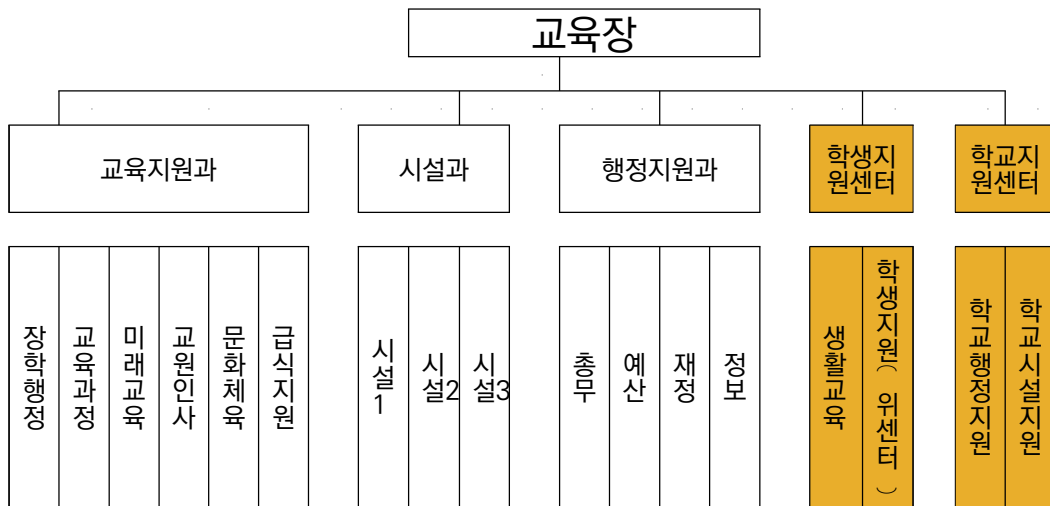 교육장
교육지원과
시설과
행정지원과
학생지
원센터
학교지
원센터
장학행정
교육과정
미래교육
교원인사
문화체육
급식지원
시설1
시설2
시설3
총무
예산
재정
정보
생활교육
학생지원(위센터)
학교행정지원
학교시설지원